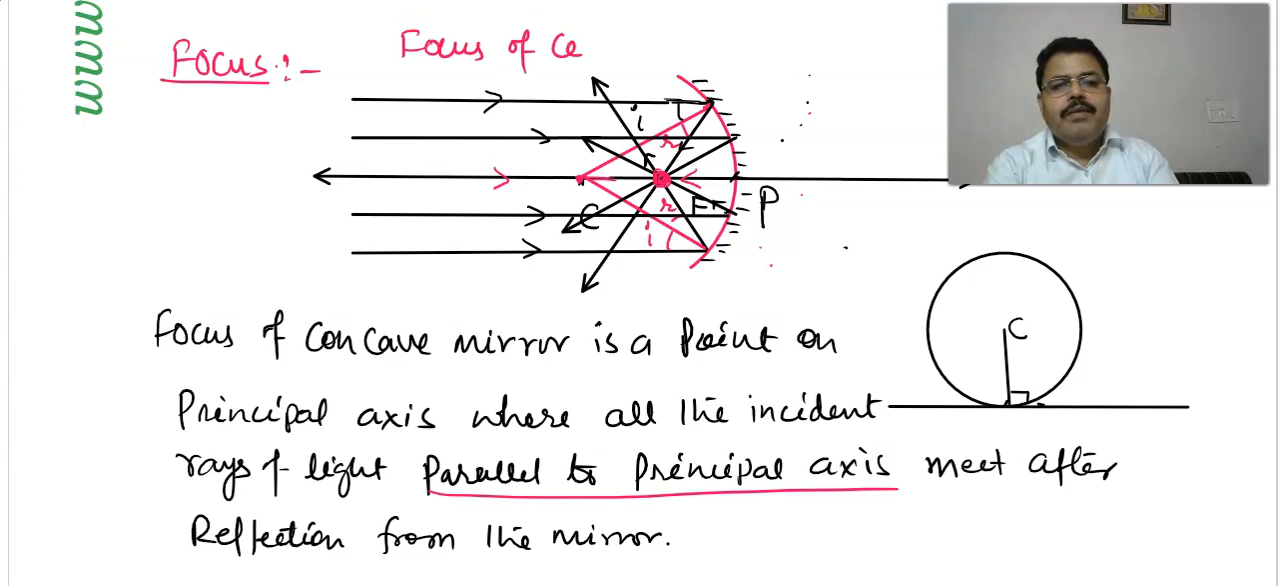 www
Focus :-
Focus of Ce
i
r
r
i
C
F
P
C
Focus of Concave mirror is a Point on
Principal axis where all the incident
rays of light Parallel to Principal axis meet after
Reflection from the mirror.